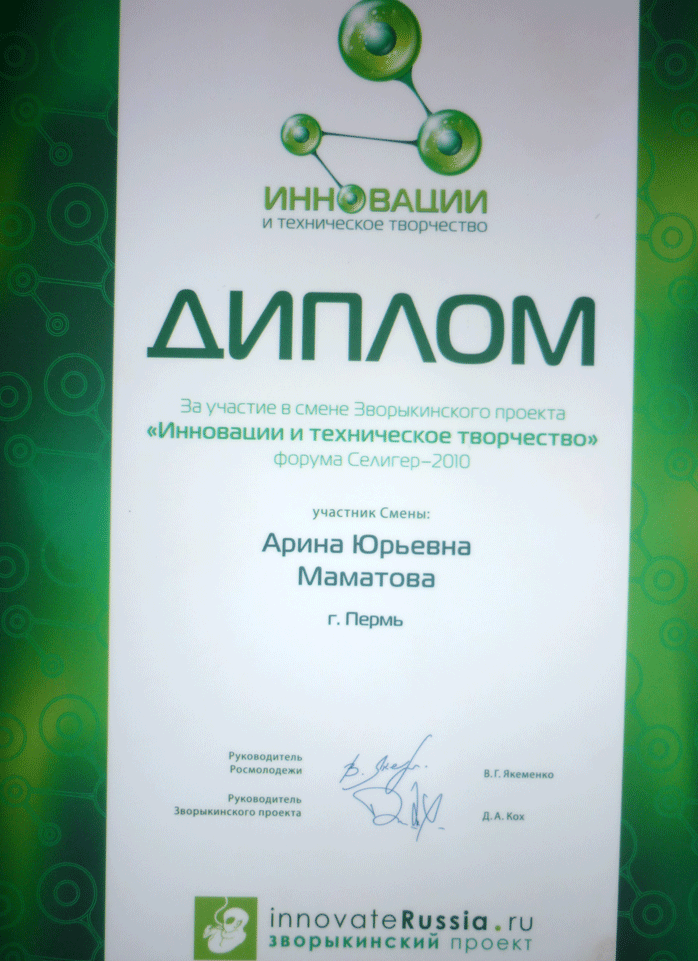 ИННОВАЦИИ
И ТЕХНИЧЕСКОЕ ТВОРЧЕСТВО
ДИПЛОМ
За участие в смене Зворыкинского проекта
«Инновации и техническое творчество»
форума Селигер–2010
участник Смены:
Арина Юрьевна
Маматова
г. Пермь
Руководитель
Росмолодежи
В. Г. Якеменко
Руководитель
Зворыкинского проекта
Д. А. Кох
innovateRussia.ru
зворыкинский проект